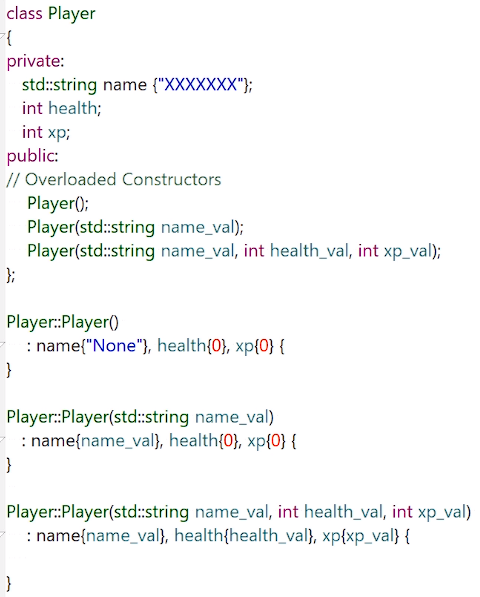 class Player
{
private:
std::string name {"XXXXXXX"};
int health;
int xp;
public:
// Overloaded Constructors
Player();
Player(std::string name_val);
Player(std::string name_val, int health_val, int xp_val);
};
Player::Player()
: name{"None"}, health{0}, xp{0} {
}
Player::Player(std::string name_val)
: name{name_val}, health{0}, xp{0} {
}
Player::Player(std::string name_val, int health_val, int xp_val)
: name{name_val}, health{health_val}, xp{xp_val} {
}